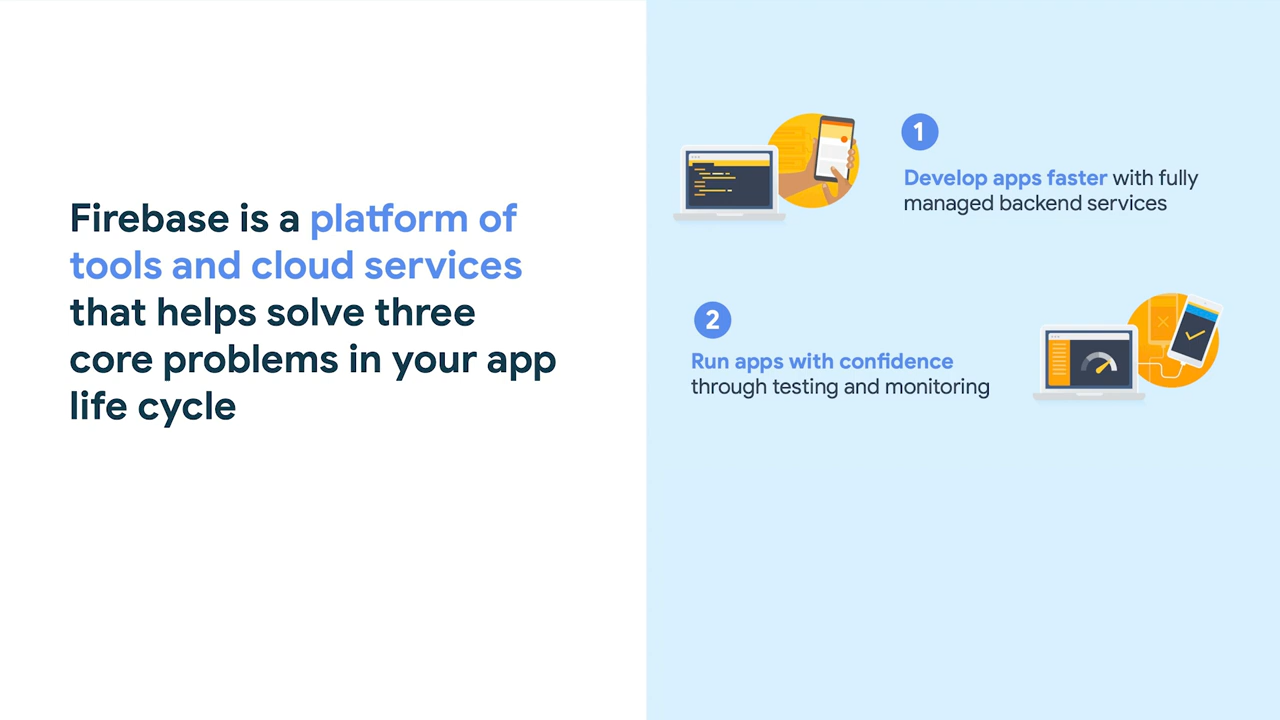 Firebase is a platform of
tools and cloud services
that helps solve three
core problems in your app
life cycle
1
Develop apps faster with fully
managed backend services
2
Run apps with confidence
through testing and monitoring